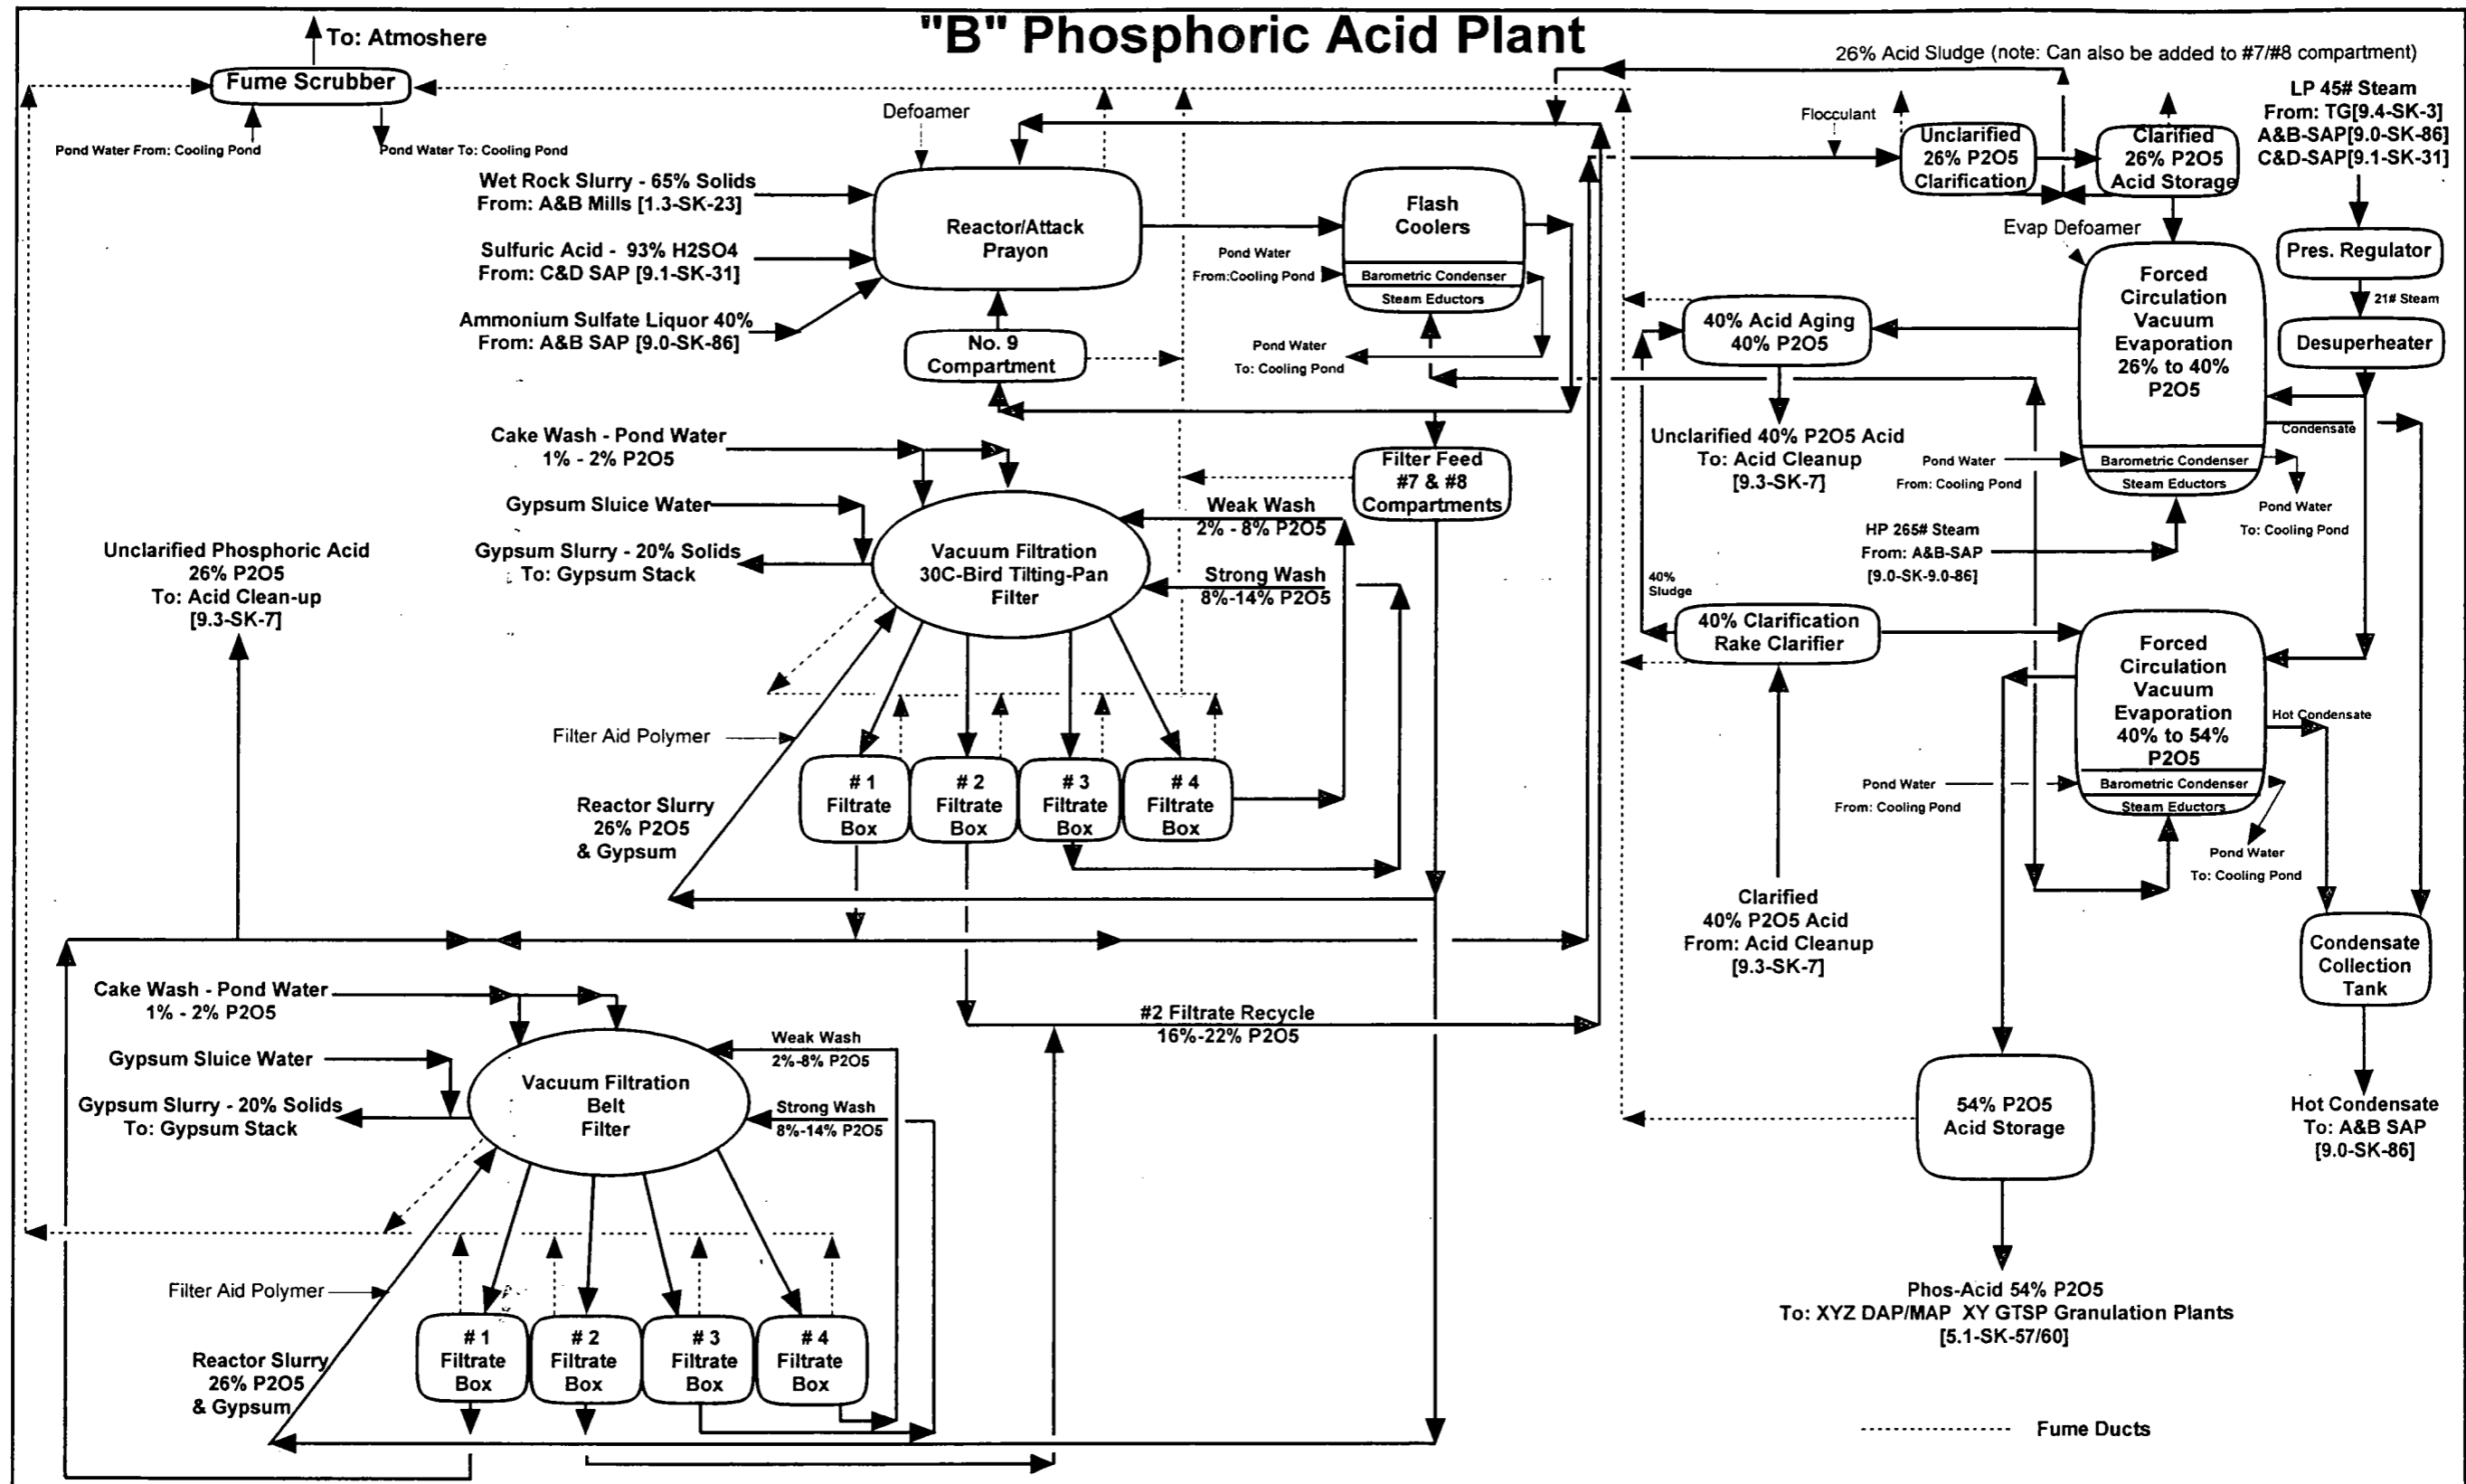 "B" Phosphoric Acid Plant
To: Atmoshere
Fume Scrubber
Pond Water From: Cooling Pond
Pond Water To: Cooling Pond
26% Acid Sludge (note: Can also be added to #7/#8 compartment)
LP 45# Steam
From: TG[9.4-SK-3]
A&B-SAP[9.0-SK-86]
C&D-SAP[9.1-SK-31]
Defoamer
Flocculant
Unclarified
26% P2O5
Clarification
Clarified
26% P2O5
Acid Storage
Wet Rock Slurry - 65% Solids
From: A&B Mills [1.3-SK-23]
Sulfuric Acid - 93% H2SO4
From: C&D SAP [9.1-SK-31]
Ammonium Sulfate Liquor 40%
From: A&B SAP [9.0-SK-86]
Reactor/Attack
Prayon
Flash
Coolers
Barometric Condenser
Steam Eductors
Pond Water
From:Cooling Pond
Pond Water
To: Cooling Pond
No. 9
Compartment
Evap Defoamer
Forced
Circulation
Vacuum
Evaporation
26% to 40%
P2O5
Barometric Condenser
Steam Eductors
Pres. Regulator
21# Steam
Desuperheater
Condensate
40% Acid Aging
40% P2O5
Unclarified 40% P2O5 Acid
To: Acid Cleanup
[9.3-SK-7]
Pond Water
From: Cooling Pond
Pond Water
To: Cooling Pond
HP 265# Steam
From: A&B-SAP
[9.0-SK-9.0-86]
Cake Wash - Pond Water
1% - 2% P2O5
Gypsum Sluice Water
Gypsum Slurry - 20% Solids
To: Gypsum Stack
Vacuum Filtration
30C-Bird Tilting-Pan
Filter
Weak Wash
2% - 8% P2O5
Strong Wash
8%-14% P2O5
Filter Feed
#7 & #8
Compartments
Unclarified Phosphoric Acid
26% P2O5
To: Acid Clean-up
[9.3-SK-7]
40%
Sludge
40% Clarification
Rake Clarifier
Forced
Circulation
Vacuum
Evaporation
40% to 54%
P2O5
Barometric Condenser
Steam Eductors
Hot Condensate
Pond Water
From: Cooling Pond
Pond Water
To: Cooling Pond
Filter Aid Polymer
Reactor Slurry
26% P2O5
& Gypsum
# 1
Filtrate
Box
# 2
Filtrate
Box
# 3
Filtrate
Box
# 4
Filtrate
Box
Clarified
40% P2O5 Acid
From: Acid Cleanup
[9.3-SK-7]
Condensate
Collection
Tank
Hot Condensate
To: A&B SAP
[9.0-SK-86]
Cake Wash - Pond Water
1% - 2% P2O5
Gypsum Sluice Water
Gypsum Slurry - 20% Solids
To: Gypsum Stack
Vacuum Filtration
Belt
Filter
Weak Wash
2%-8% P2O5
Strong Wash
8%-14% P2O5
#2 Filtrate Recycle
16%-22% P2O5
54% P2O5
Acid Storage
Filter Aid Polymer
Reactor Slurry
26% P2O5
& Gypsum
# 1
Filtrate
Box
# 2
Filtrate
Box
# 3
Filtrate
Box
# 4
Filtrate
Box
Phos-Acid 54% P2O5
To: XYZ DAP/MAP XY GTSP Granulation Plants
[5.1-SK-57/60]
Fume Ducts